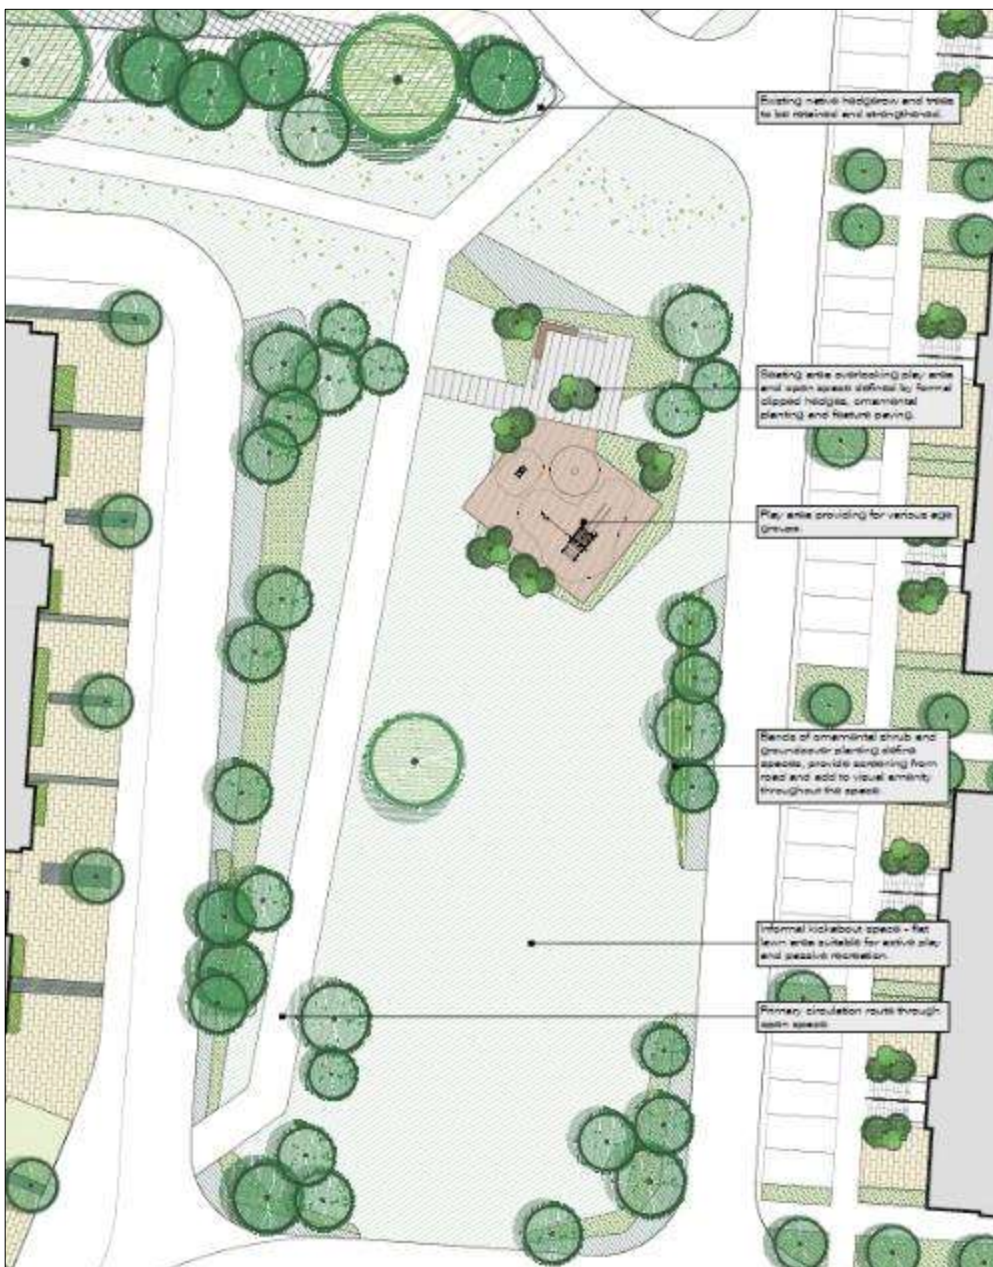 Existing native hedgerow and trees
to be retained and strengthened.
Seating area overlooking play area
and open space defined by formal
clipped hedges, ornamental
planting and feature paving.
Play area providing for various age
groups.
Bands of ornamental shrub and
groundcover planting define
spaces, provide screening from
road and add to visual amenity
throughout the space.
Informal kickabout space - flat
lawn area suitable for active play
and passive recreation.
Primary circulation route through
open space.